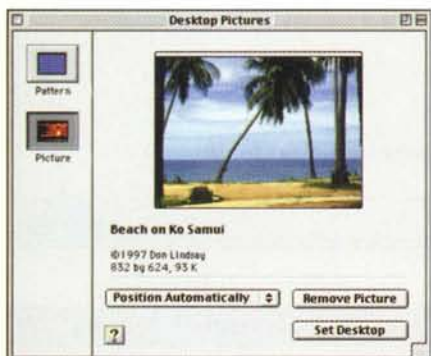 Desktop Pictures
Pattern
Picture
Beach on Ko Samui
©1997 Don Lindsay
832 by 624, 93 K
Position Automatically
Remove Picture
?
Set Desktop